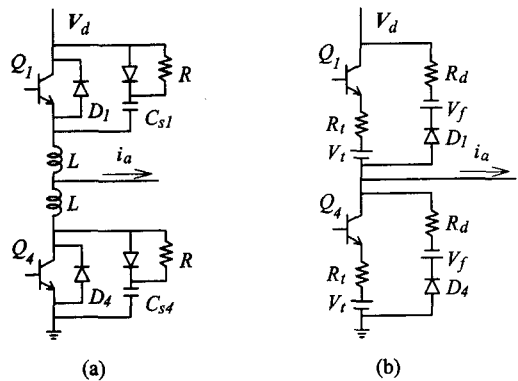 V_d
Q_1
D_1
R
C_s1
L
i_a
L
Q_4
D_4
R
C_s4
(a)
V_d
Q_1
R_d
R_t
V_f
V_t
D_1
i_a
Q_4
R_d
R_t
V_f
V_t
D_4
(b)